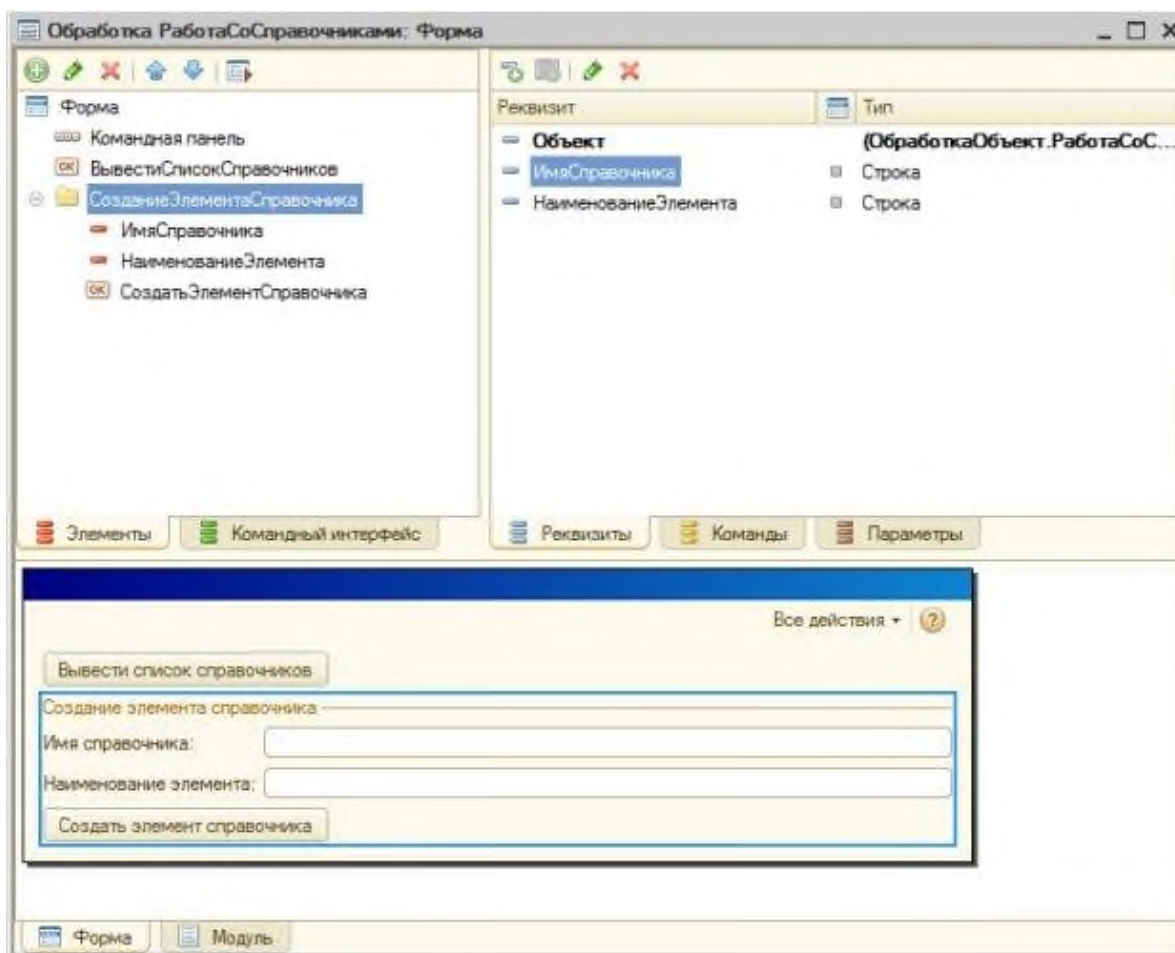 Обработка РаботаСоСправочниками: Форма
Форма
Командная панель
OK ВывестиСписокСправочников
СозданиеЭлементаСправочника
ИмяСправочника
НаименованиеЭлемента
OK СоздатьЭлементСправочника
Элементы Командный интерфейс
Реквизит Тип
Объект (ОбработкаОбъект.РаботаСоС...
ИмяСправочника Строка
НаименованиеЭлемента Строка
Реквизиты Команды Параметры
Все действия ?
Вывести список справочников
Создание элемента справочника
Имя справочника:
Наименование элемента:
Создать элемент справочника
Форма Модуль